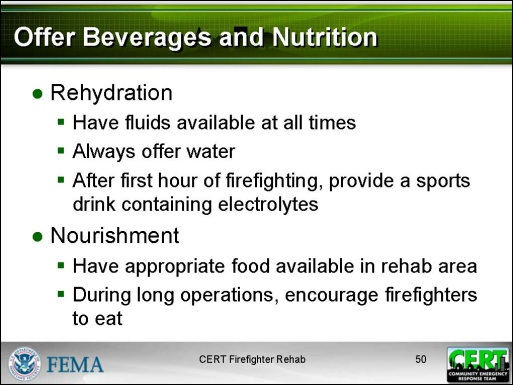 Offer Beverages and Nutrition
● Rehydration
▪ Have fluids available at all times
▪ Always offer water
▪ After first hour of firefighting, provide a sports
drink containing electrolytes
● Nourishment
▪ Have appropriate food available in rehab area
▪ During long operations, encourage firefighters
to eat
FEMA
CERT Firefighter Rehab
50
CERT
COMMUNITY EMERGENCY
RESPONSE TEAM